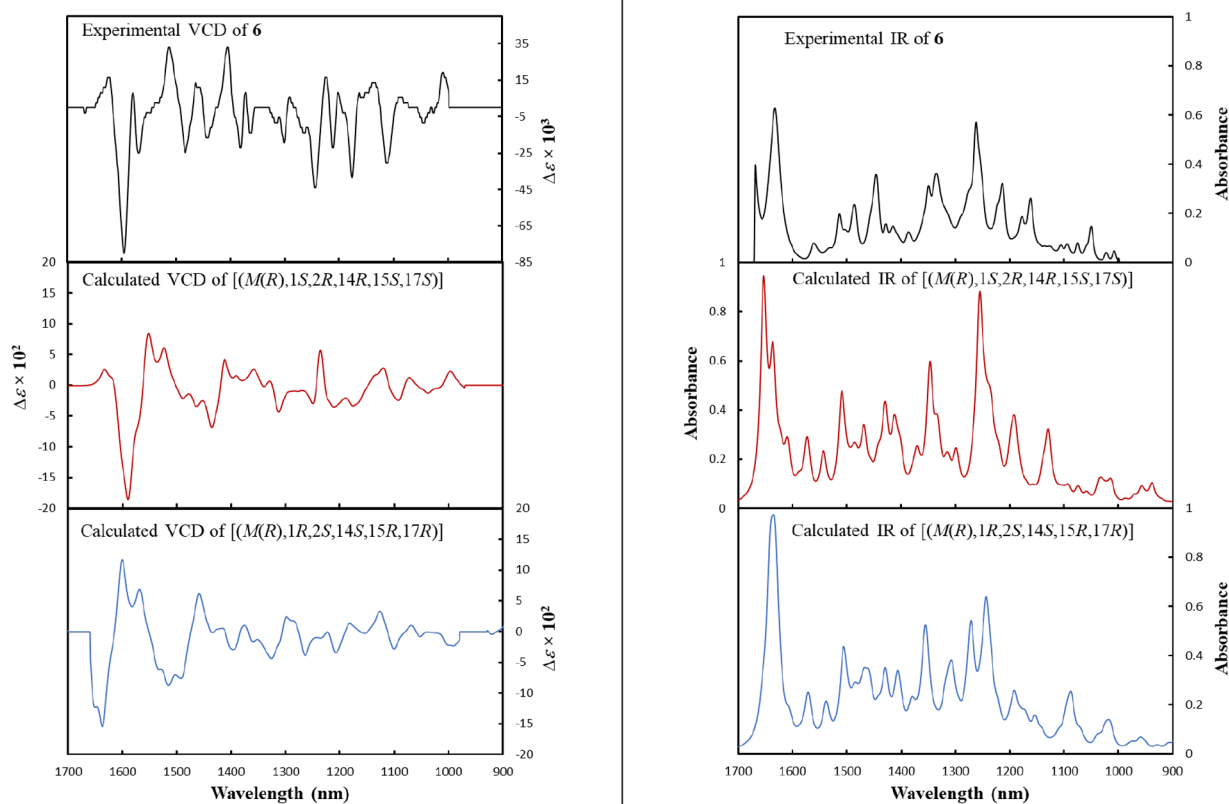 Experimental VCD of 6
35
15
-5
-25
-45
-65
-85
Δε × 10³
Calculated VCD of [(M(R),1S,2R,14R,15S,17S)]
20
15
10
5
0
-5
-10
-15
-20
Δε × 10²
Calculated VCD of [(M(R),1R,2S,14S,15R,17R)]
20
15
10
5
0
-5
-10
-15
-20
Δε × 10²
1700 1600 1500 1400 1300 1200 1100 1000 900
Wavelength (nm)
Experimental IR of 6
1
0.8
0.6
0.4
0.2
0
Absorbance
Calculated IR of [(M(R),1S,2R,14R,15S,17S)]
1
0.8
0.6
0.4
0.2
0
Absorbance
Calculated IR of [(M(R),1R,2S,14S,15R,17R)]
1
0.8
0.6
0.4
0.2
0
Absorbance
1700 1600 1500 1400 1300 1200 1100 1000 900
Wavelength (nm)